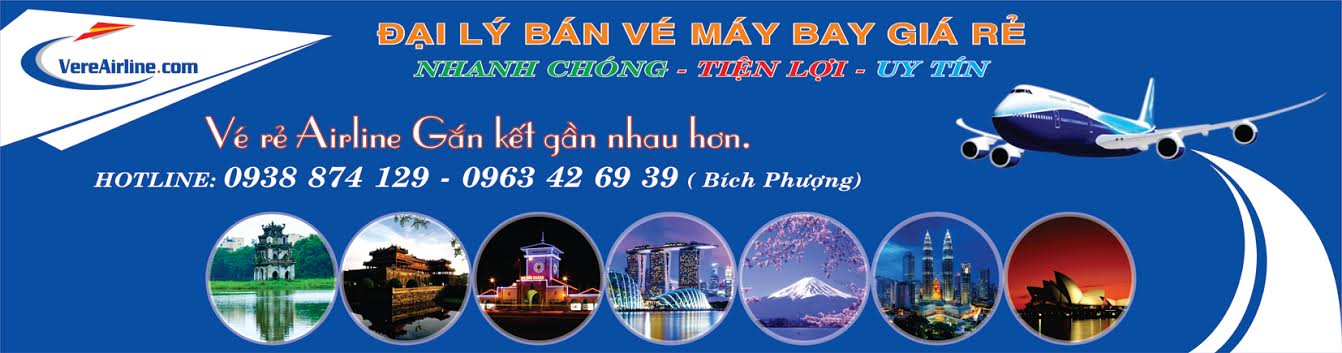 VereAirline.com
ĐẠI LÝ BÁN VÉ MÁY BAY GIÁ RẺ
NHANH CHÓNG - TIỆN LỢI - UY TÍN
Vé rẻ Airline Gắn kết gần nhau hơn.
HOTLINE: 0938 874 129 - 0963 42 69 39 ( Bích Phượng)